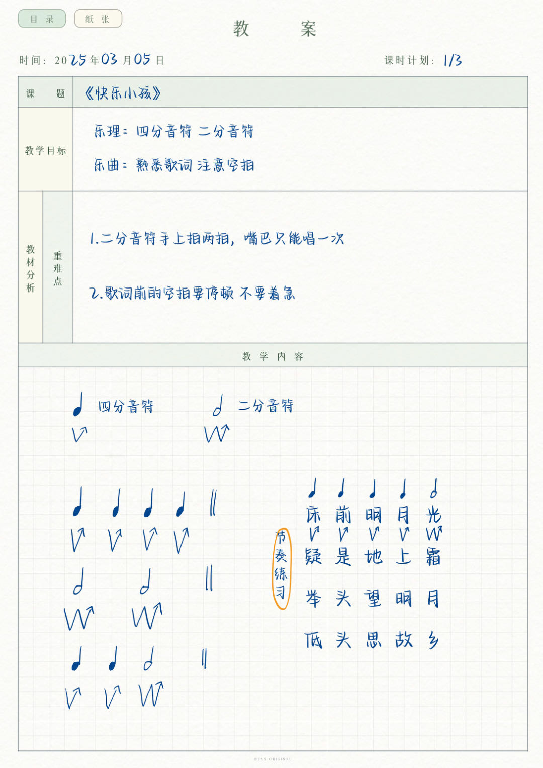 目 录 纸 张
教 案
时间：2025年03月05日 课时计划：1/3
课 题 《快乐小孩》
教学目标
乐理：四分音符 二分音符
乐曲：熟悉歌词 注意空拍
教材分析
重难点
1.二分音符手上拍两拍，嘴巴只能唱一次
2.歌词前的空拍要停顿 不要着急
教 学 内 容
四分音符 二分音符
节奏练习
床 前 明 月 光
疑 是 地 上 霜
举 头 望 明 月
低 头 思 故 乡